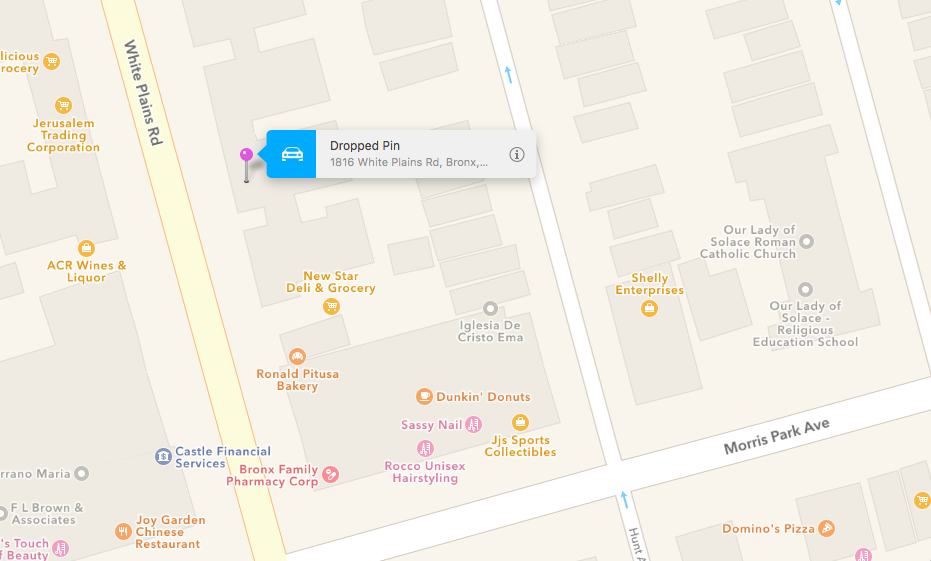 licious
rocery
White Plains Rd
Jerusalem
Trading
Corporation
Dropped Pin
1816 White Plains Rd, Bronx,...
ACR Wines &
Liquor
New Star
Deli & Grocery
Iglesia De
Cristo Ema
Shelly
Enterprises
Our Lady of
Solace Roman
Catholic Church
Our Lady of
Solace -
Religious
Education School
Ronald Pitusa
Bakery
Dunkin' Donuts
Sassy Nail
Jjs Sports
Collectibles
Rocco Unisex
Hairstyling
Bronx Family
Pharmacy Corp
Castle Financial
Services
Morris Park Ave
rrano Maria
F L Brown &
Associates
Joy Garden
Chinese
Restaurant
's Touch
f Beauty
Hunt A
Domino's Pizza